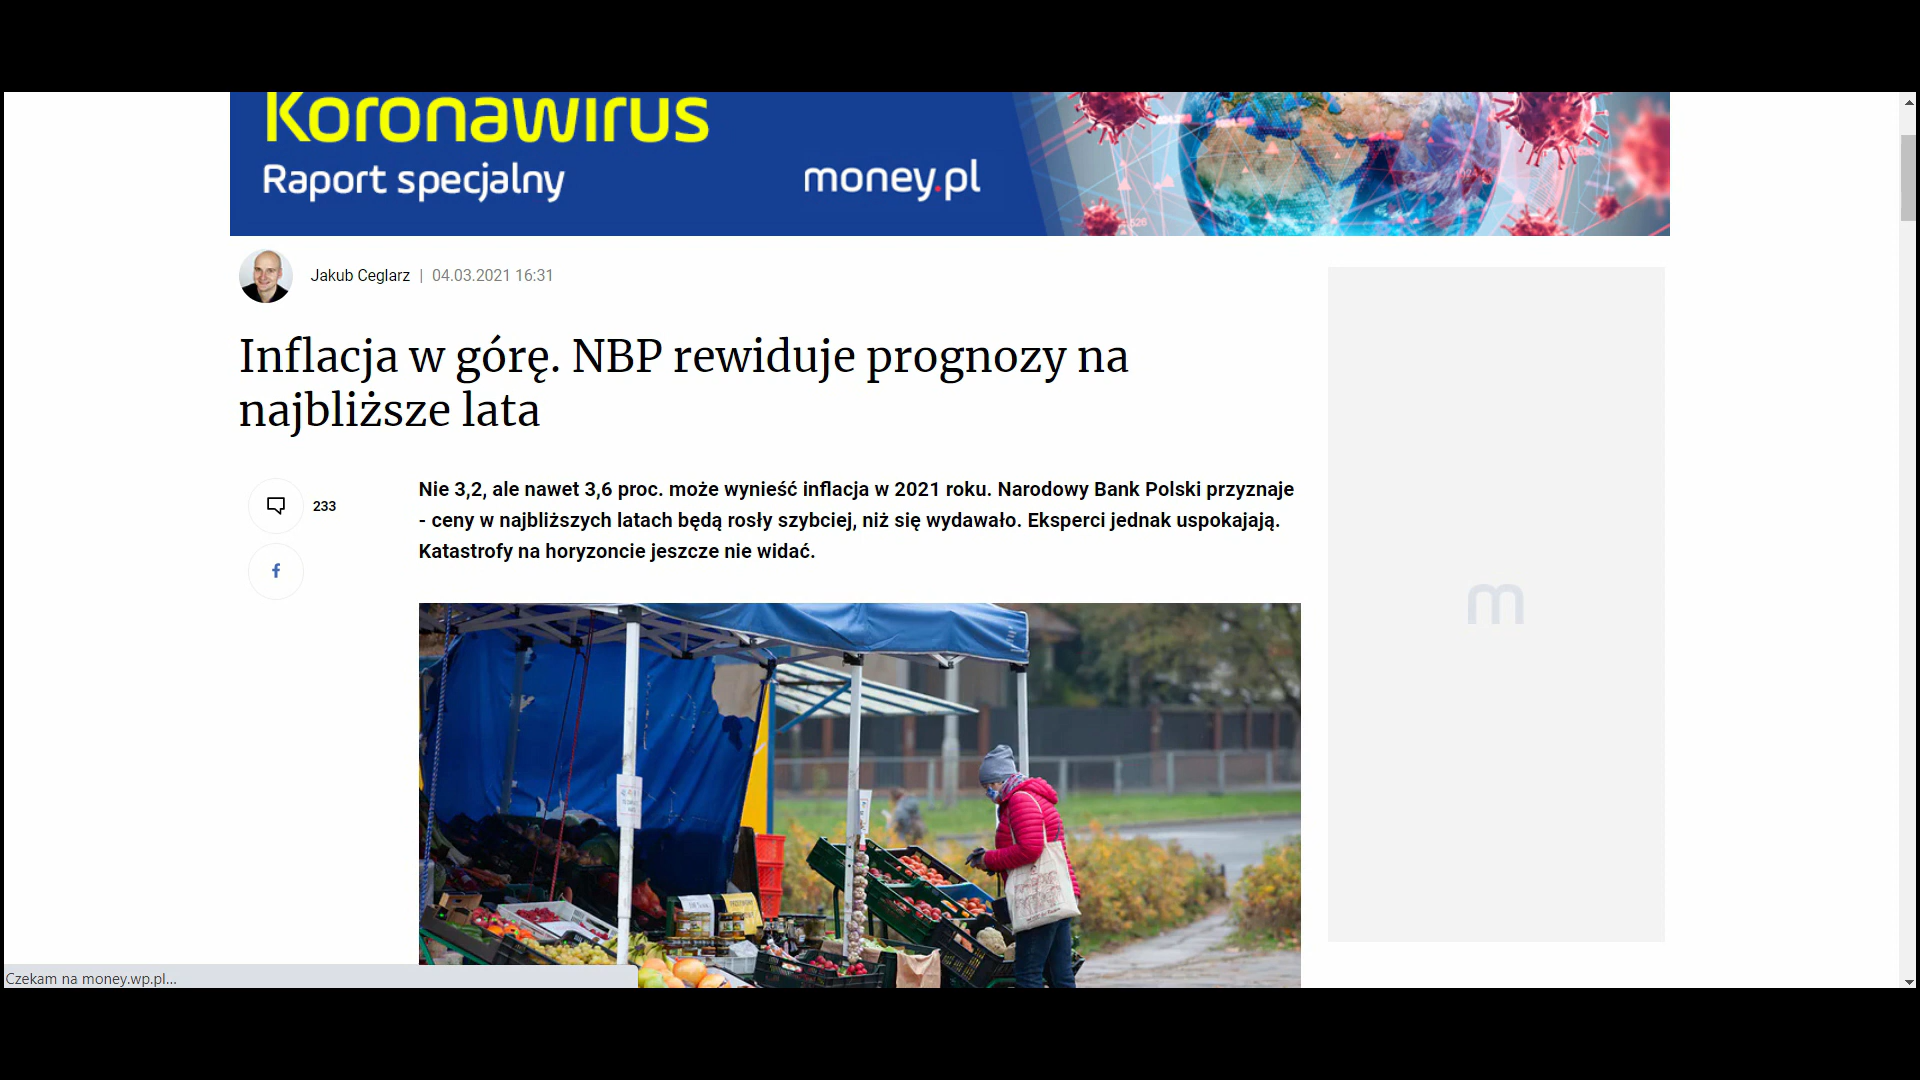 Koronawirus
Raport specjalny
money.pl
Jakub Ceglarz | 04.03.2021 16:31
Inflacja w górę. NBP rewiduje prognozy na
najbliższe lata
233
Nie 3,2, ale nawet 3,6 proc. może wynieść inflacja w 2021 roku. Narodowy Bank Polski przyznaje
- ceny w najbliższych latach będą rosły szybciej, niż się wydawało. Eksperci jednak uspokajają.
Katastrofy na horyzoncie jeszcze nie widać.
m
Czekam na money.wp.pl...